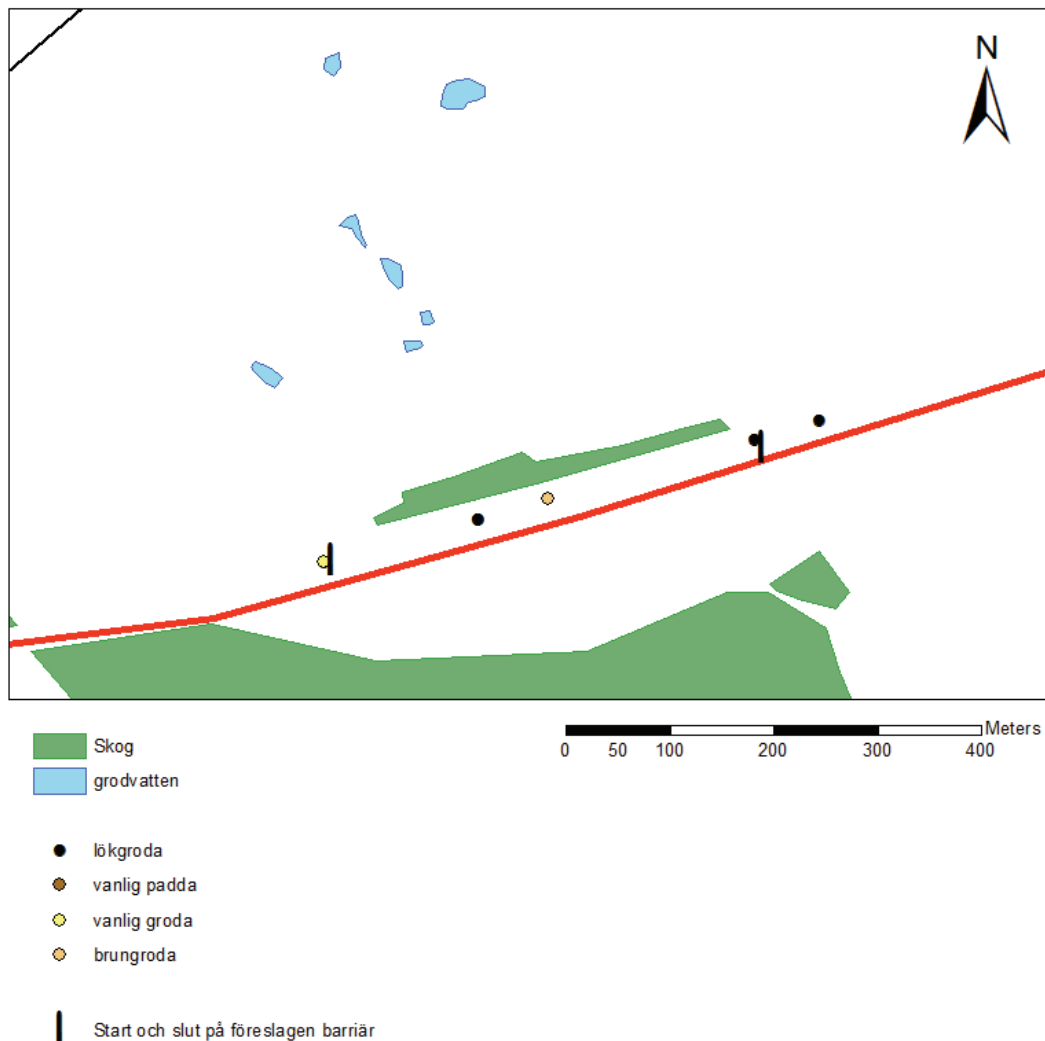 N
Meters
0 50 100 200 300 400
Skog
grodvatten
lökgroda
vanlig padda
vanlig groda
brungroda
Start och slut på föreslagen barriär